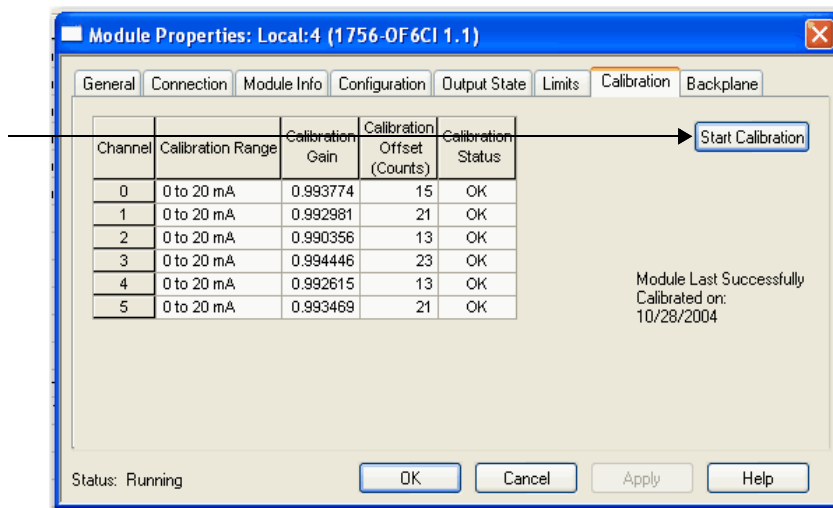 Module Properties: Local:4 (1756-OF6CI 1.1)
General Connection Module Info Configuration Output State Limits Calibration Backplane
Channel Calibration Range Calibration Gain Calibration Offset (Counts) Calibration Status
Start Calibration
0 0 to 20 mA 0.993774 15 OK
1 0 to 20 mA 0.992981 21 OK
2 0 to 20 mA 0.990356 13 OK
3 0 to 20 mA 0.994446 23 OK
4 0 to 20 mA 0.992615 13 OK
5 0 to 20 mA 0.993469 21 OK
Module Last Successfully
Calibrated on:
10/28/2004
Status: Running
OK Cancel Apply Help